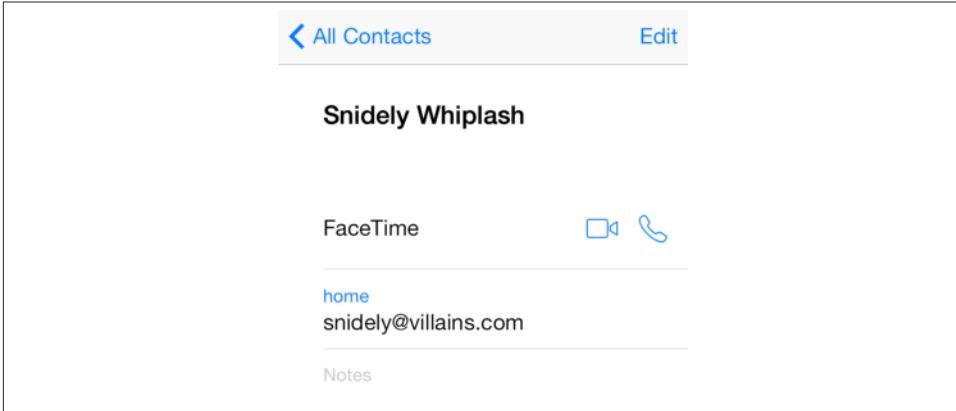 All Contacts Edit
Snidely Whiplash
FaceTime
home
snidely@villains.com
Notes